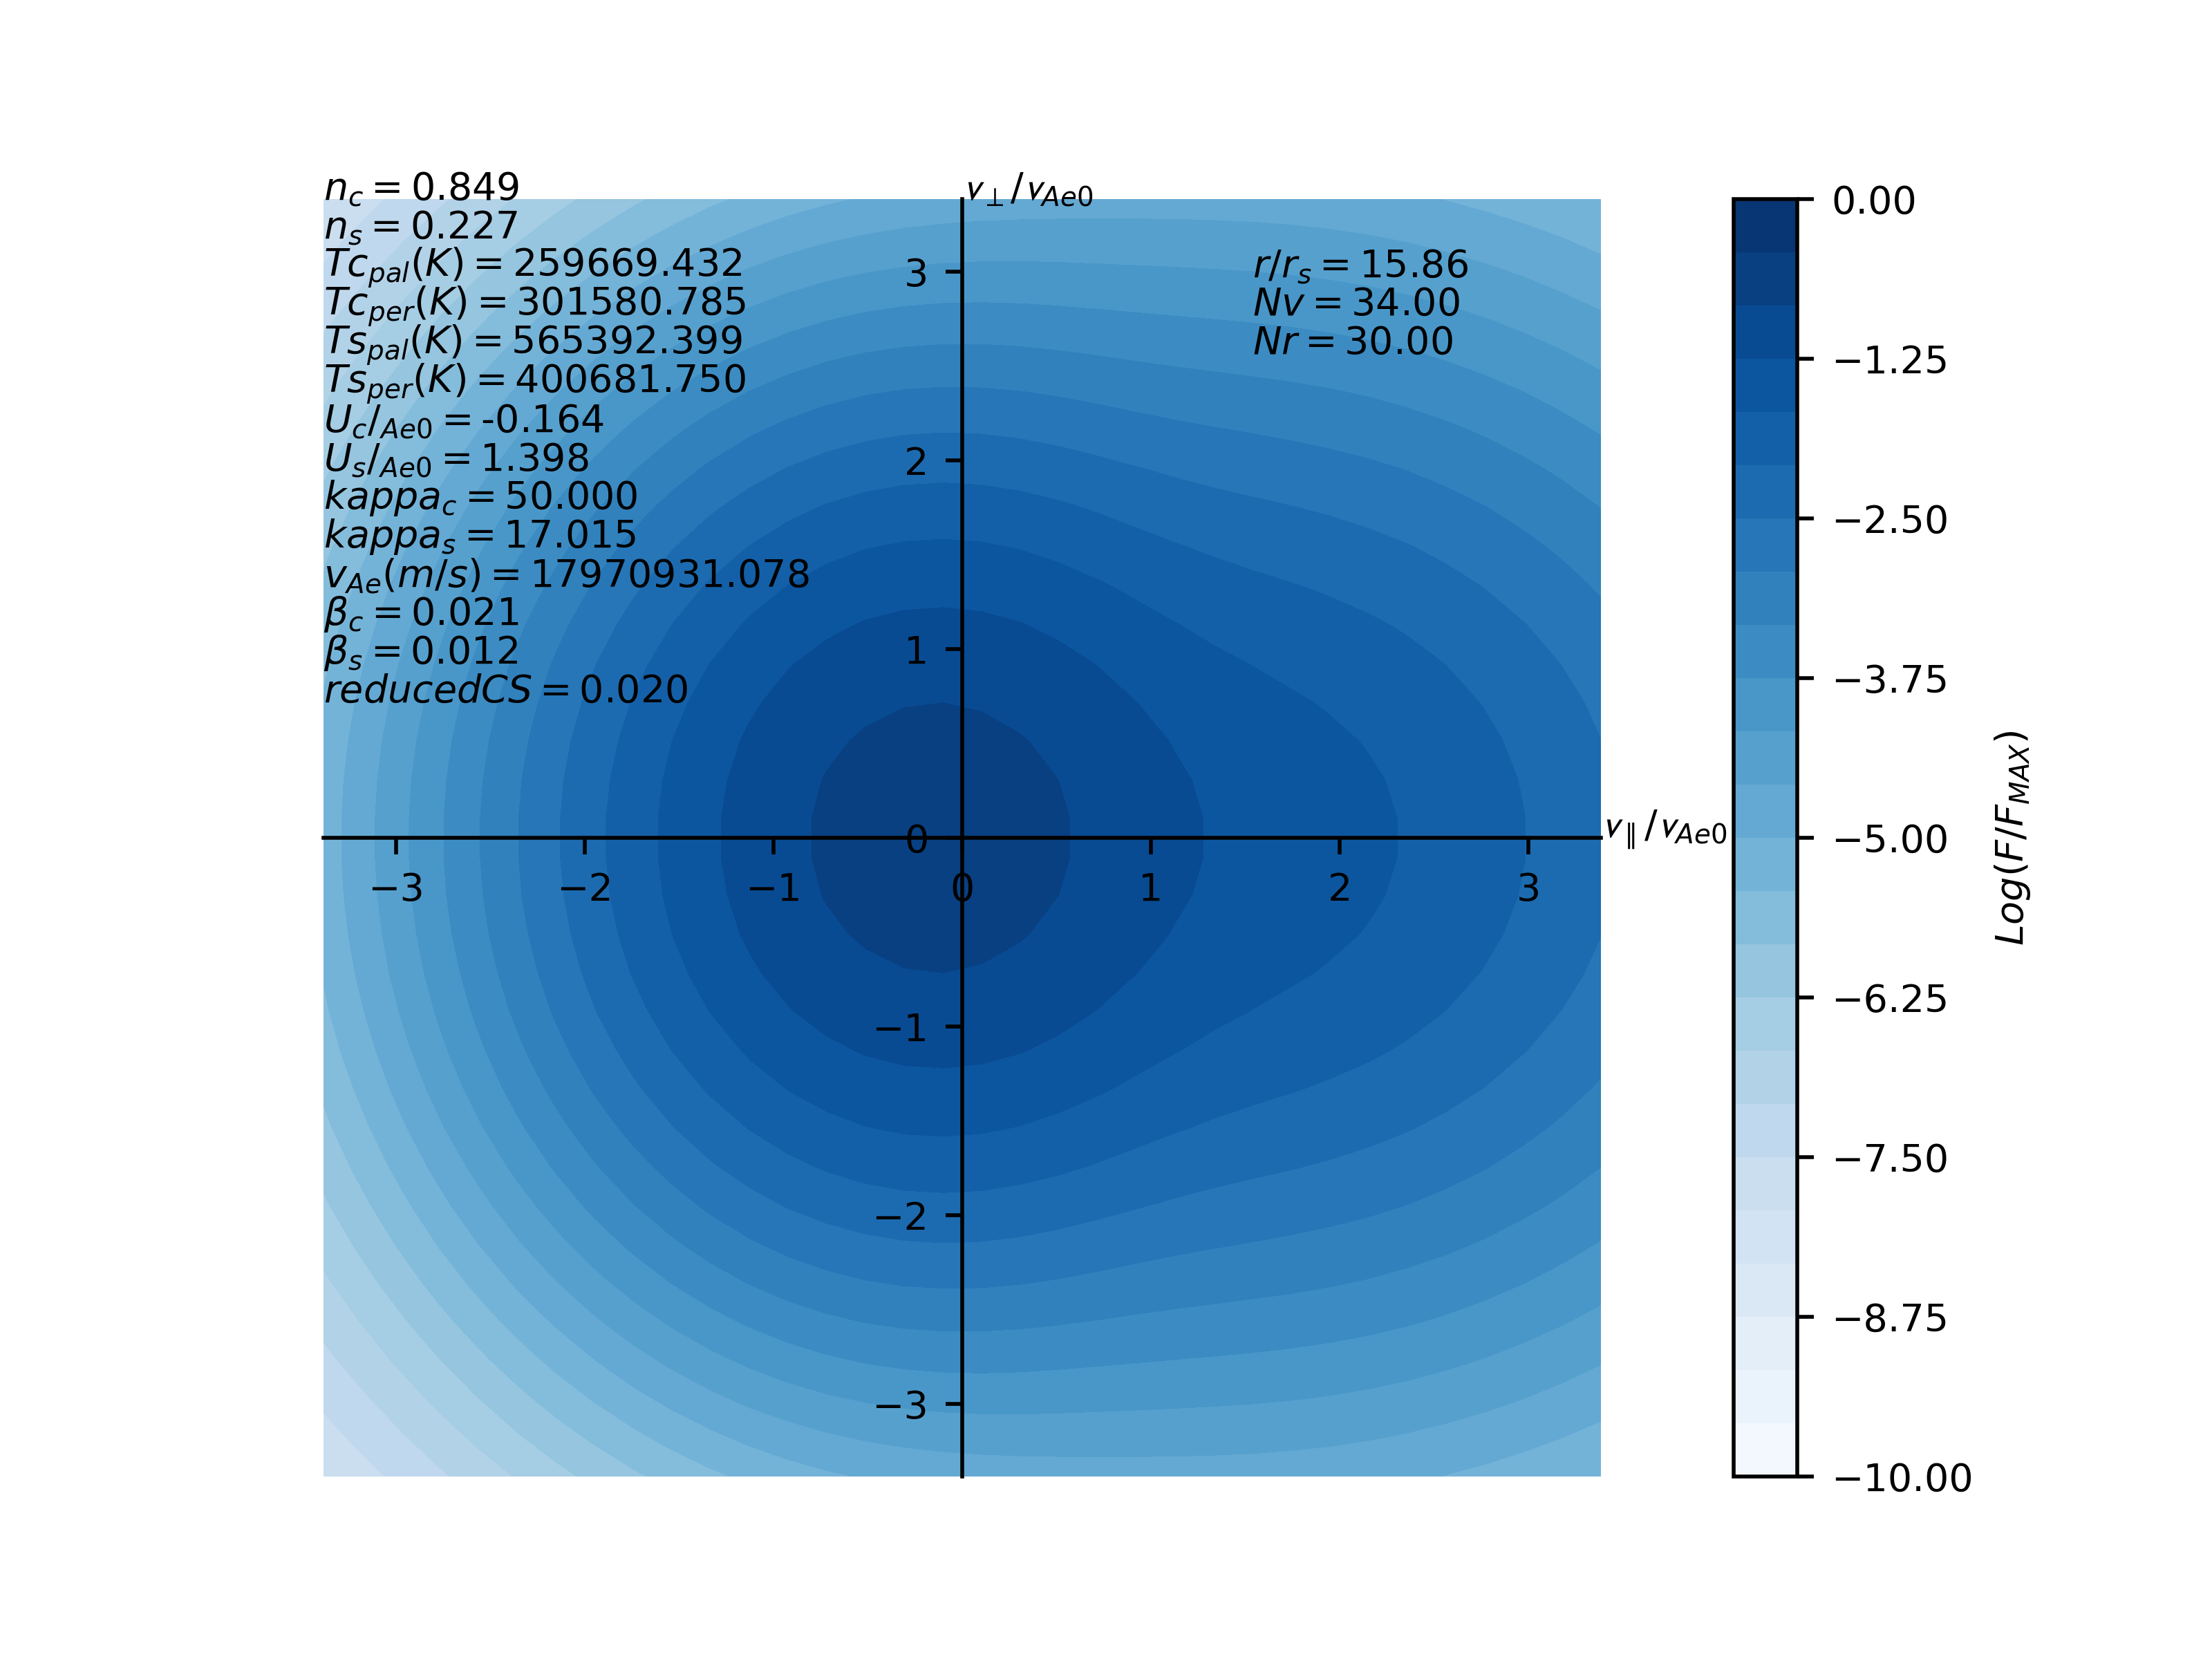 n_c = 0.849
n_s = 0.227
Tc_pal(K) = 259669.432
Tc_per(K) = 301580.785
Ts_pal(K) = 565392.399
Ts_per(K) = 400681.750
U_c/_Ae0 = -0.164
U_s/_Ae0 = 1.398
kappa_c = 50.000
kappa_s = 17.015
v_Ae(m/s) = 17970931.078
β_c = 0.021
β_s = 0.012
reducedCS = 0.020
v_⊥/v_Ae0
r/r_s = 15.86
Nv = 34.00
Nr = 30.00
3
2
1
0
−1
−2
−3
−3 −2 −1 0 1 2 3
v_∥/v_Ae0
0.00
−1.25
−2.50
−3.75
−5.00
−6.25
−7.50
−8.75
−10.00
Log(F/F_MAX)